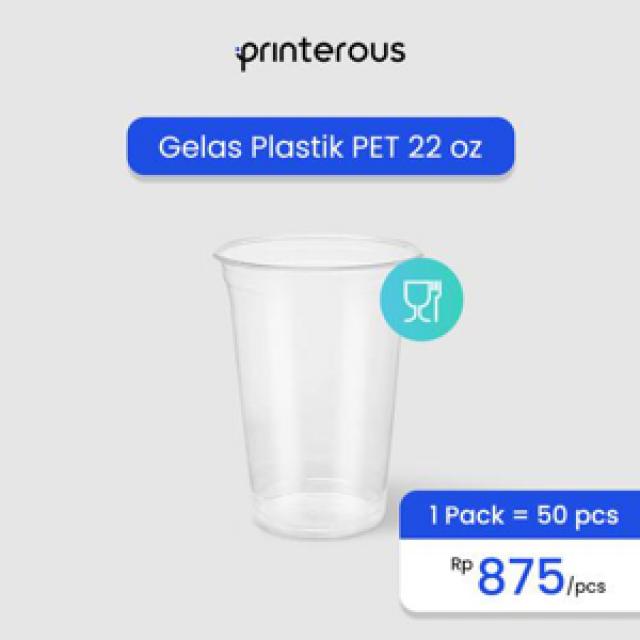 printerous
Gelas Plastik PET 22 oz
1 Pack = 50 pcs
Rp 875/pcs